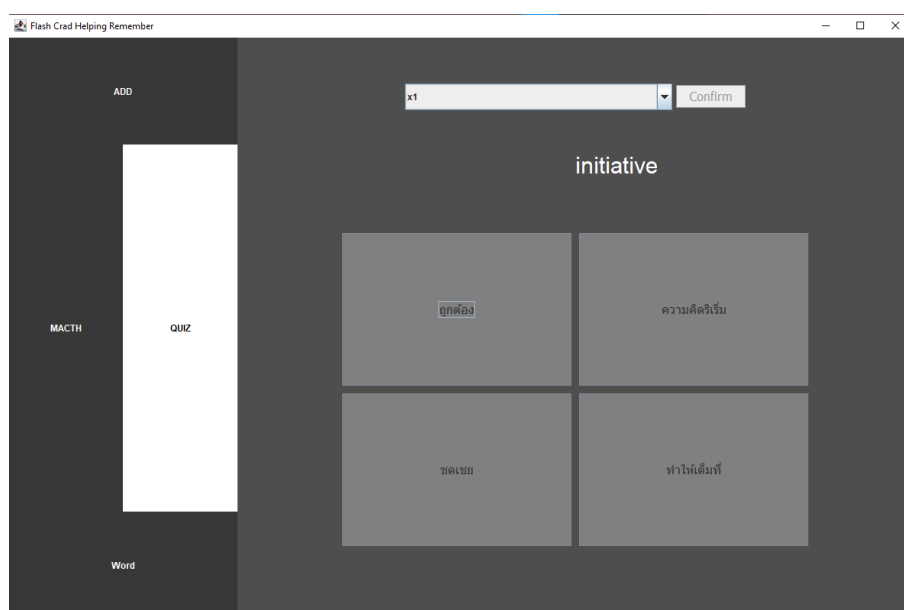 Flash Crad Helping Remember
ADD
x1
Confirm
initiative
ถูกต้อง
ความคิดริเริ่ม
MACTH
QUIZ
ชดเชย
ทำให้เต็มที่
Word